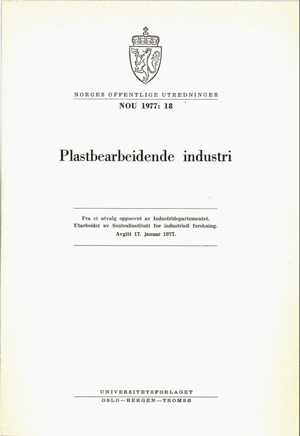 NORGES OFFENTLIGE UTREDNINGER
NOU 1977: 18
Plastbearbeidende industri
Fra et utvalg oppnevnt av Industridepartementet.
Utarbeidet av Sentralinstitutt for industriell forskning.
Avgitt 17. januar 1977.
UNIVERSITETSFORLAGET
OSLO—BERGEN—TROMSØ